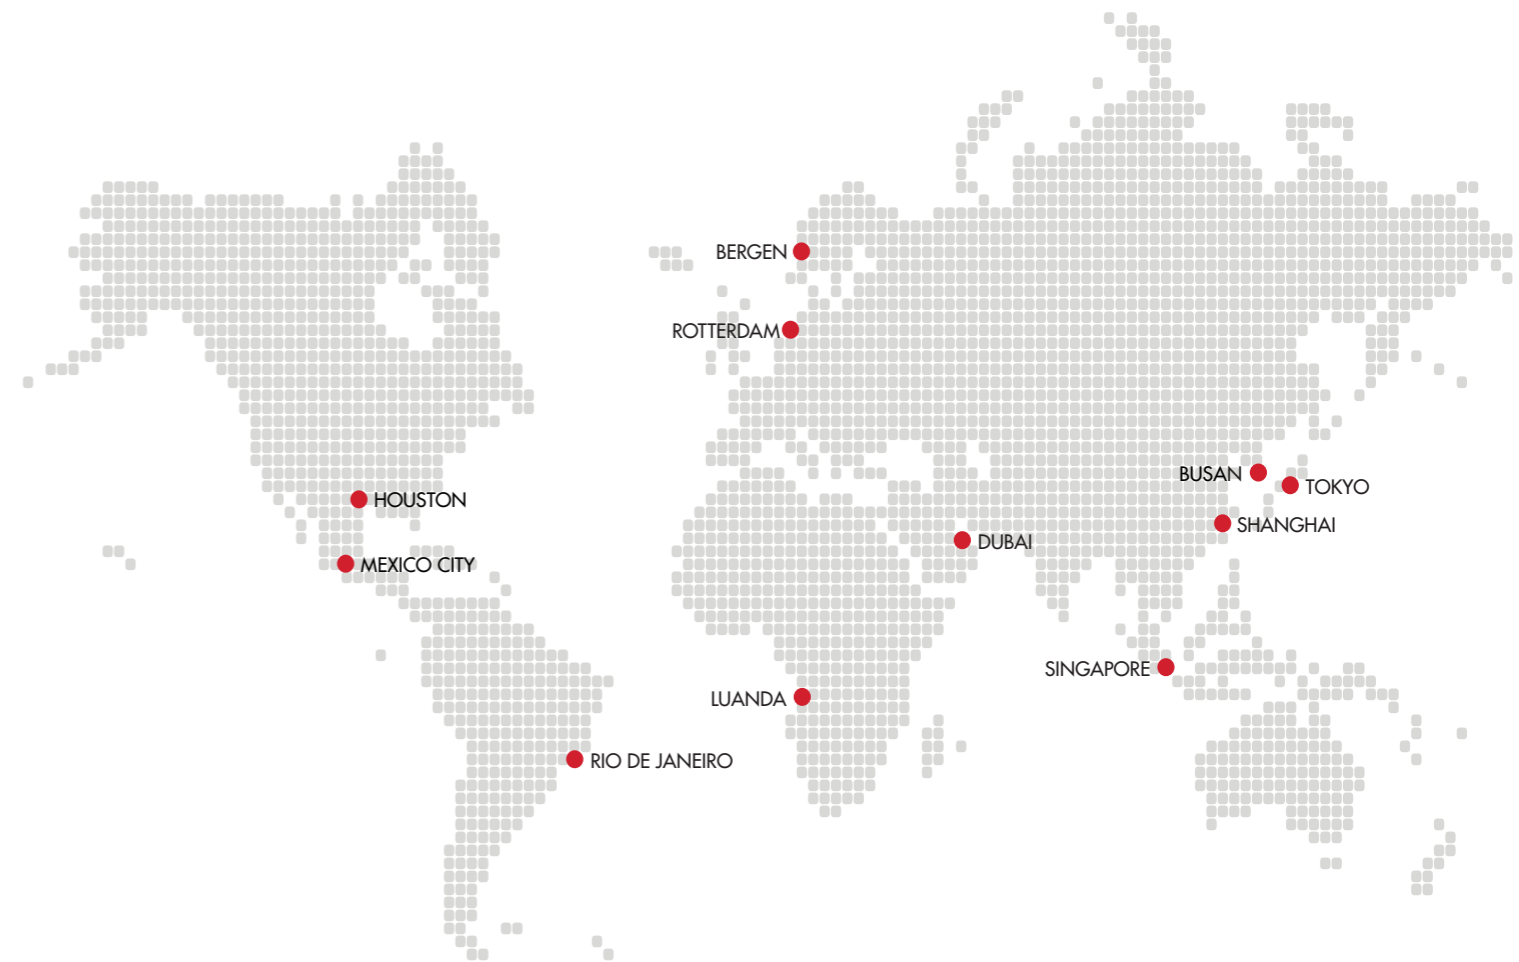 BERGEN
ROTTERDAM
BUSAN
TOKYO
HOUSTON
SHANGHAI
DUBAI
MEXICO CITY
SINGAPORE
LUANDA
RIO DE JANEIRO